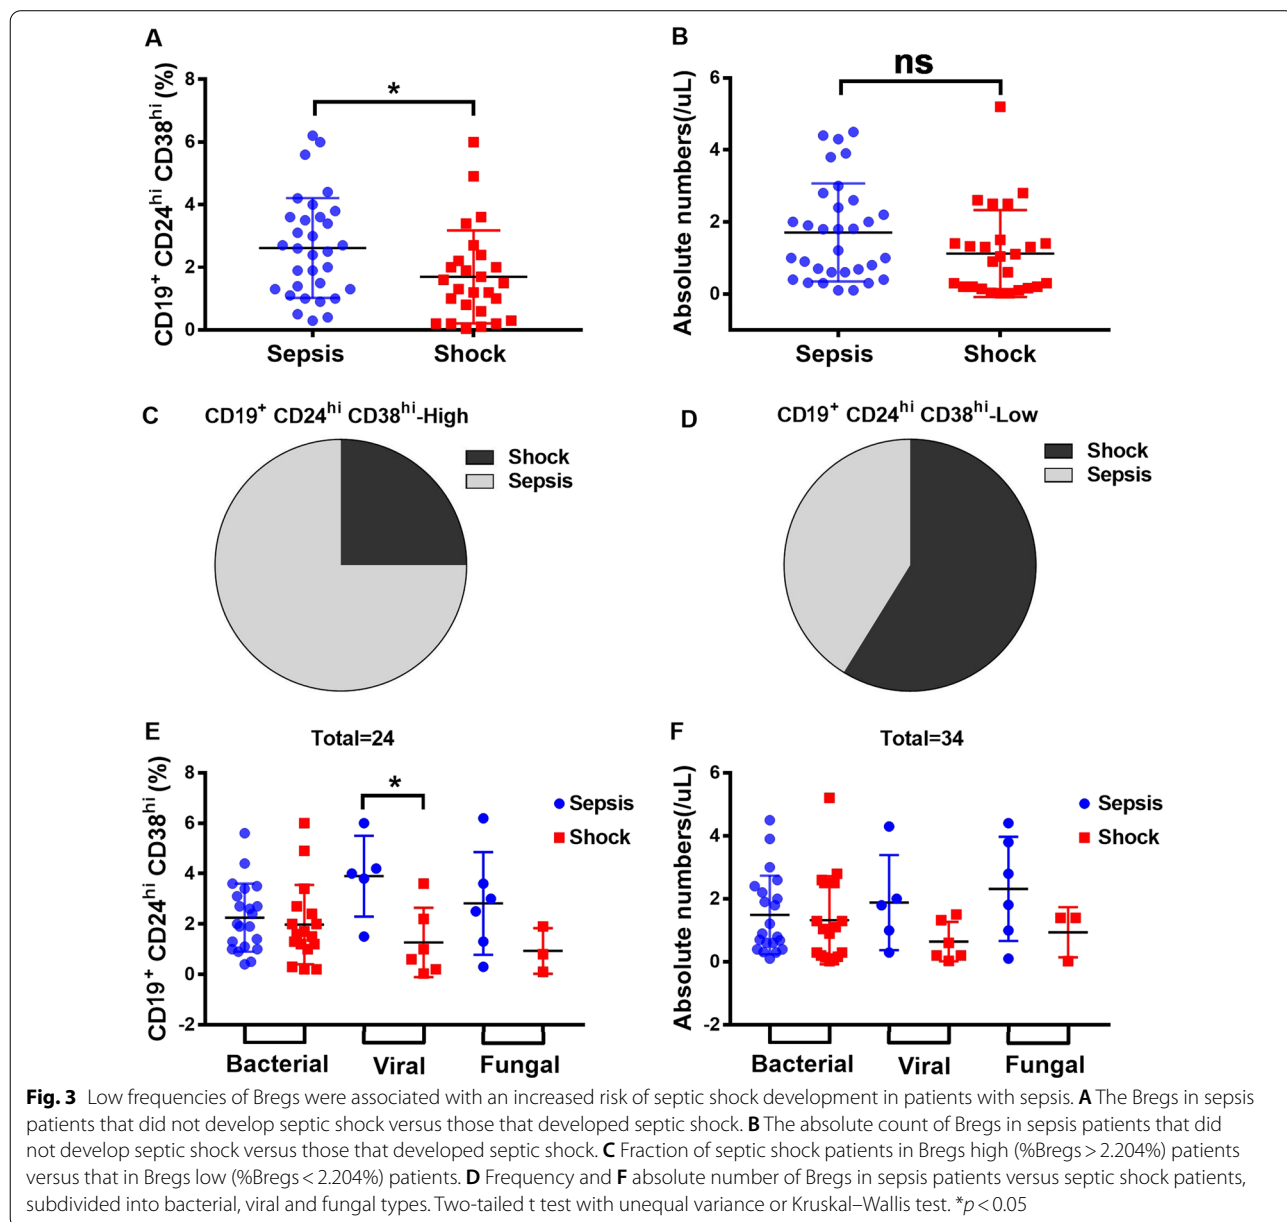 A
CD19+ CD24hi CD38hi (%)
8
6
4
2
0
*
Sepsis
Shock
B
Absolute numbers(/uL)
6
4
2
0
ns
Sepsis
Shock
C
CD19+ CD24hi CD38hi-High
Shock
Sepsis
Total=24
D
CD19+ CD24hi CD38hi-Low
Shock
Sepsis
Total=34
E
CD19+ CD24hi CD38hi (%)
8
6
4
2
0
-2
*
Sepsis
Shock
Bacterial
Viral
Fungal
F
Absolute numbers(/uL)
6
4
2
0
-2
Sepsis
Shock
Bacterial
Viral
Fungal
Fig. 3 Low frequencies of Bregs were associated with an increased risk of septic shock development in patients with sepsis. A The Bregs in sepsis
patients that did not develop septic shock versus those that developed septic shock. B The absolute count of Bregs in sepsis patients that did
not develop septic shock versus those that developed septic shock. C Fraction of septic shock patients in Bregs high (%Bregs > 2.204%) patients
versus that in Bregs low (%Bregs < 2.204%) patients. D Frequency and F absolute number of Bregs in sepsis patients versus septic shock patients,
subdivided into bacterial, viral and fungal types. Two-tailed t test with unequal variance or Kruskal–Wallis test. *p < 0.05